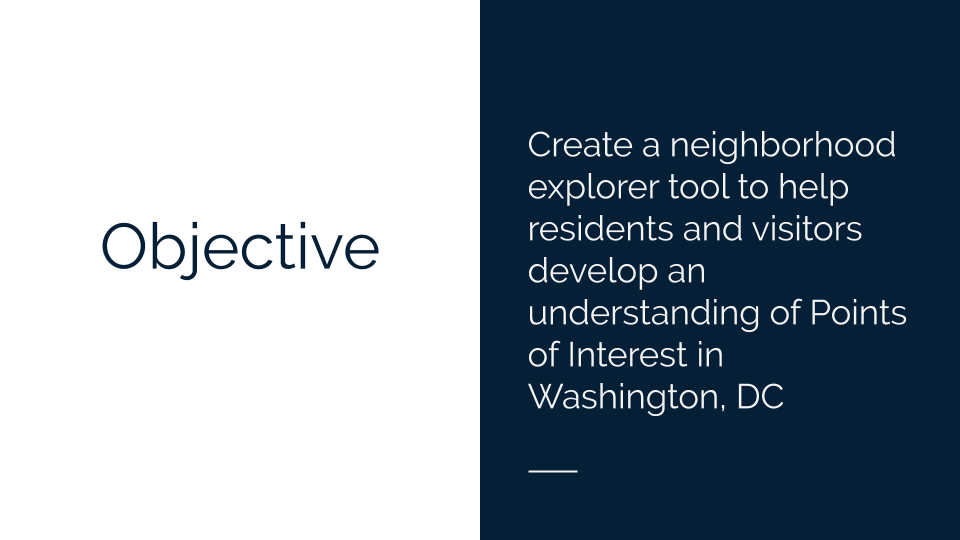 Objective
Create a neighborhood
explorer tool to help
residents and visitors
develop an
understanding of Points
of Interest in
Washington, DC